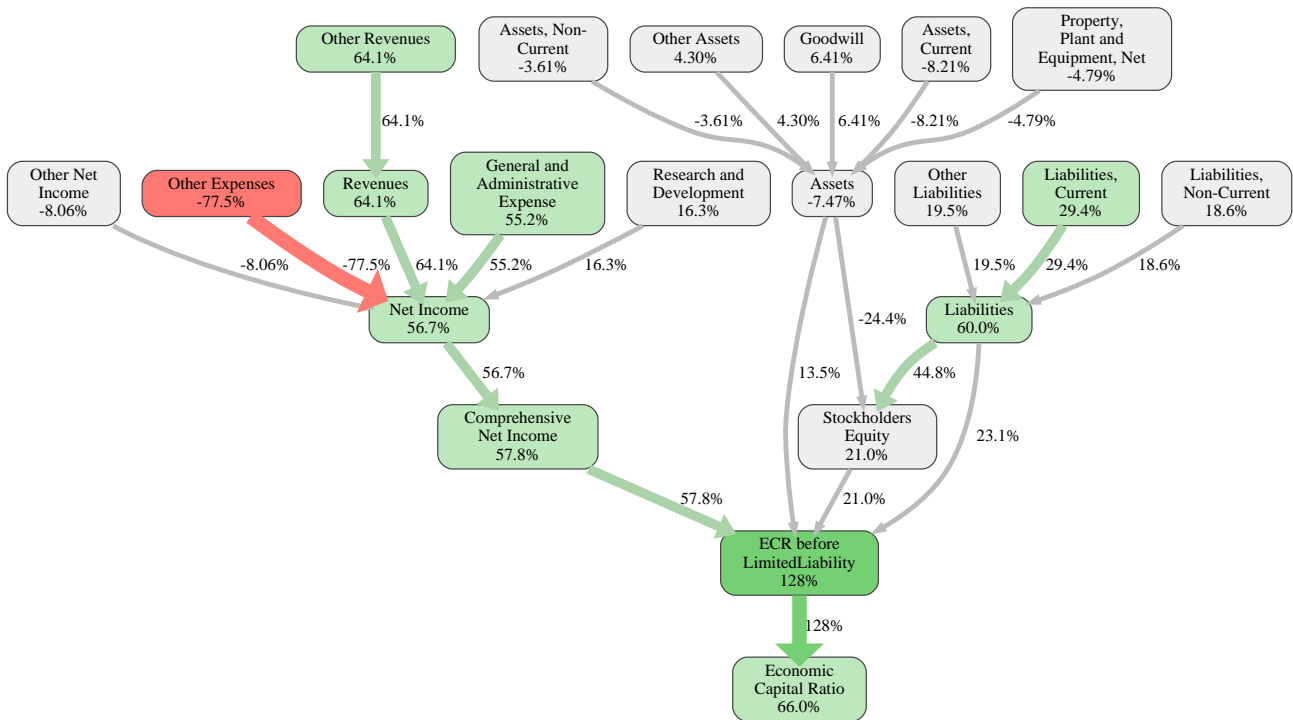 Other Revenues
64.1%
Assets, Non-
Current
-3.61%
Other Assets
4.30%
Goodwill
6.41%
Assets,
Current
-8.21%
Property,
Plant and
Equipment, Net
-4.79%
64.1%
-3.61%
4.30%
6.41%
-8.21%
-4.79%
Other Net
Income
-8.06%
Other Expenses
-77.5%
Revenues
64.1%
General and
Administrative
Expense
55.2%
Research and
Development
16.3%
Assets
-7.47%
Other
Liabilities
19.5%
Liabilities,
Current
29.4%
Liabilities,
Non-Current
18.6%
-8.06%
-77.5%
64.1%
55.2%
16.3%
19.5%
29.4%
18.6%
Net Income
56.7%
-24.4%
Liabilities
60.0%
56.7%
13.5%
44.8%
Comprehensive
Net Income
57.8%
Stockholders
Equity
21.0%
23.1%
57.8%
21.0%
ECR before
LimitedLiability
128%
128%
Economic
Capital Ratio
66.0%